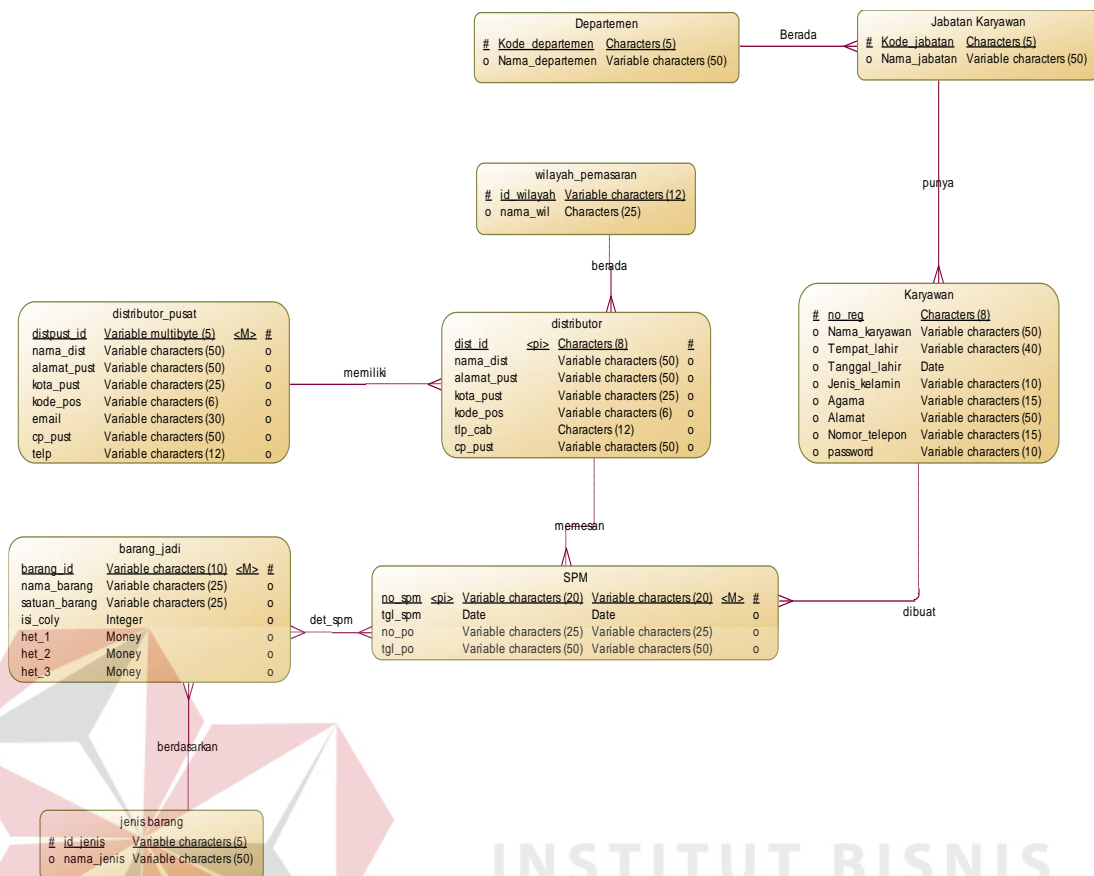 Departemen
# Kode_departemen Characters (5)
o Nama_departemen Variable characters (50)
Berada
Jabatan Karyawan
# Kode_jabatan Characters (5)
o Nama_jabatan Variable characters (50)
punya
wilayah_pemasaran
# id_wilayah Variable characters (12)
o nama_wil Characters (25)
berada
distributor_pusat
distpust_id Variable multibyte (5) <M> #
nama_dist Variable characters (50) o
alamat_pust Variable characters (50) o
kota_pust Variable characters (25) o
kode_pos Variable characters (6) o
email Variable characters (30) o
cp_pust Variable characters (50) o
telp Variable characters (12) o
memiliki
distributor
dist_id <pi> Characters (8) #
nama_dist Variable characters (50) o
alamat_pust Variable characters (50) o
kota_pust Variable characters (25) o
kode_pos Variable characters (6) o
tlp_cab Characters (12) o
cp_pust Variable characters (50) o
Karyawan
# no_reg Characters (8)
o Nama_karyawan Variable characters (50)
o Tempat_lahir Variable characters (40)
o Tanggal_lahir Date
o Jenis_kelamin Variable characters (10)
o Agama Variable characters (15)
o Alamat Variable characters (50)
o Nomor_telepon Variable characters (15)
o password Variable characters (10)
memesan
barang_jadi
barang_id Variable characters (10) <M> #
nama_barang Variable characters (25) o
satuan_barang Variable characters (25) o
isi_coly Integer o
het_1 Money o
het_2 Money o
het_3 Money o
det_spm
SPM
no_spm <pi> Variable characters (20) Variable characters (20) <M> #
tgl_spm Date Date o
no_po Variable characters (25) Variable characters (25) o
tgl_po Variable characters (50) Variable characters (50) o
dibuat
berdasarkan
jenis barang
# id_jenis Variable characters (5)
o nama_jenis Variable characters (50)
INSTITUT BISNIS